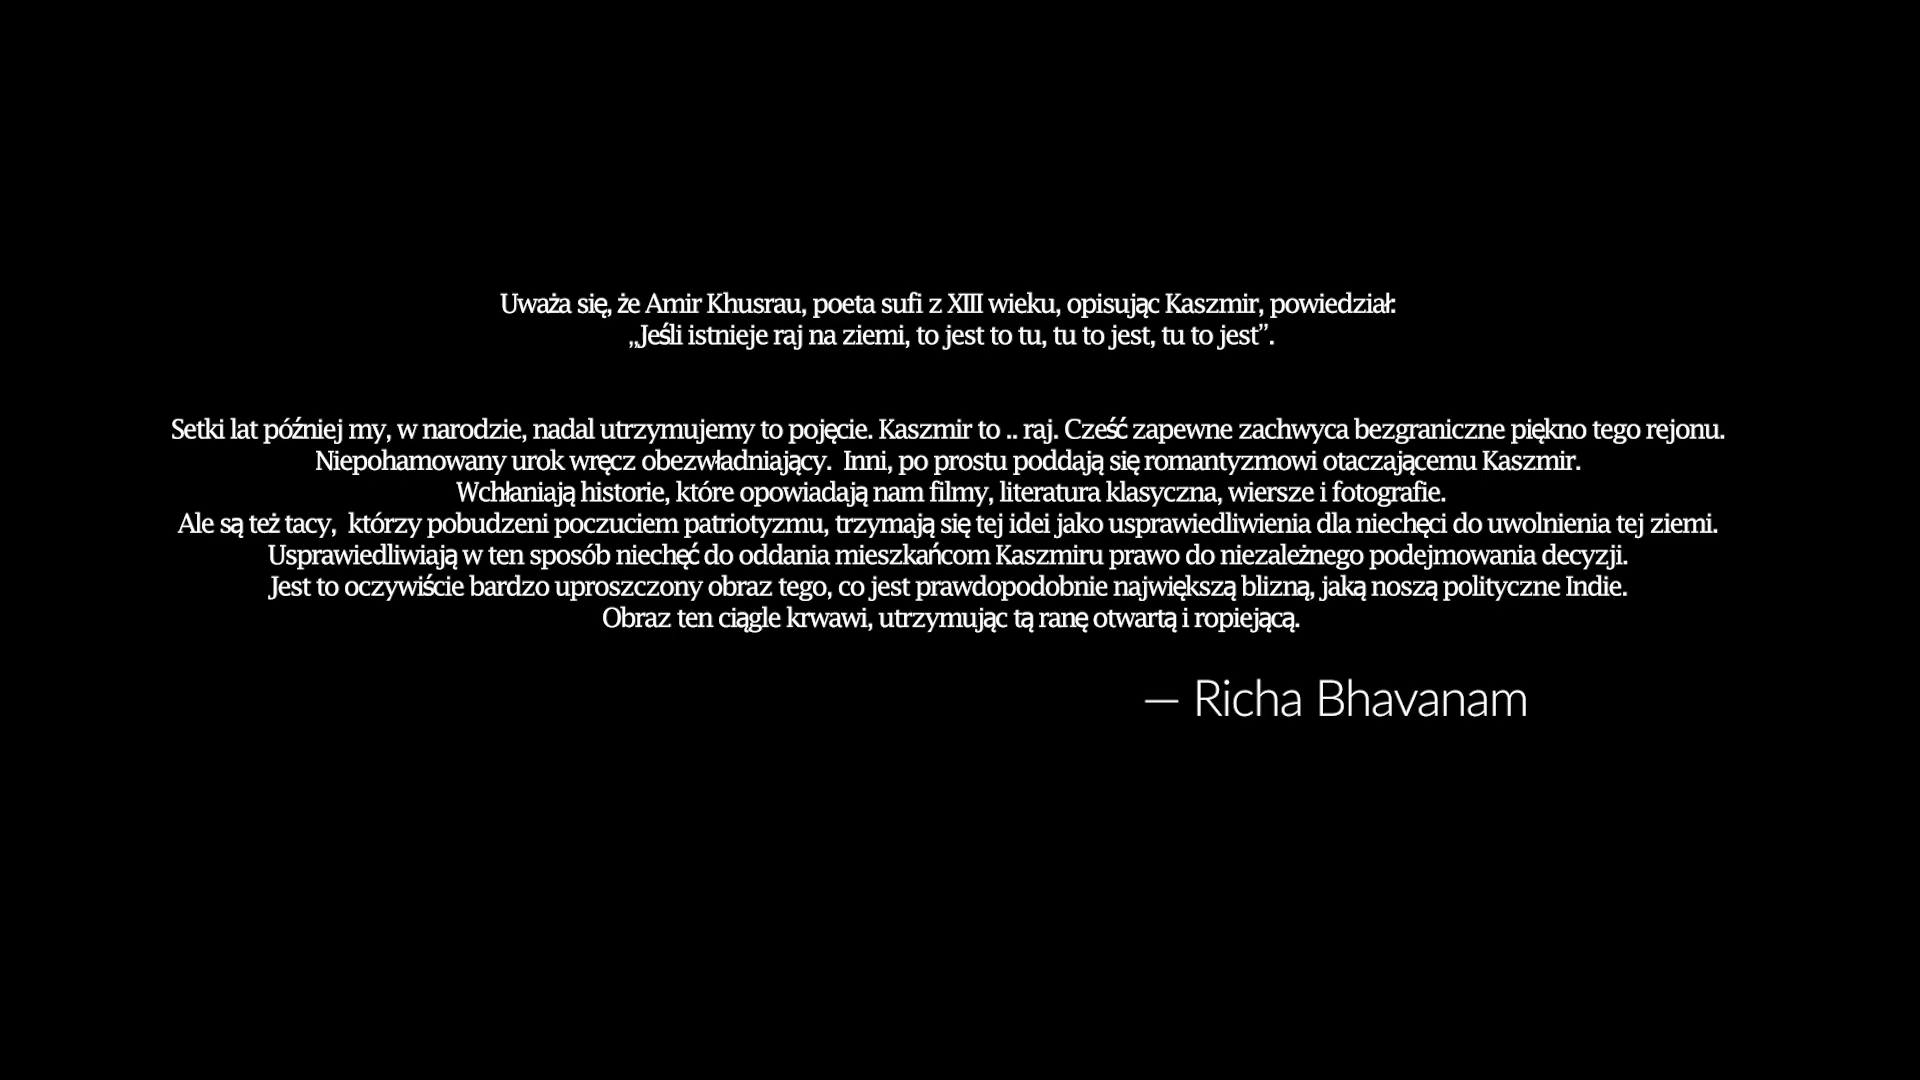 Uważa się, że Amir Khusrau, poeta sufi z XIII wieku, opisując Kaszmir, powiedział:
„Jeśli istnieje raj na ziemi, to jest to tu, tu to jest, tu to jest”.
Setki lat później my, w narodzie, nadal utrzymujemy to pojęcie. Kaszmir to .. raj. Cześć zapewne zachwyca bezgraniczne piękno tego rejonu.
Niepohamowany urok wręcz obezwładniający.  Inni, po prostu poddają się romantyzmowi otaczającemu Kaszmir.
Wchłaniają historie, które opowiadają nam filmy, literatura klasyczna, wiersze i fotografie.
Ale są też tacy,  którzy pobudzeni poczuciem patriotyzmu, trzymają się tej idei jako usprawiedliwienia dla niechęci do uwolnienia tej ziemi.
Usprawiedliwiają w ten sposób niechęć do oddania mieszkańcom Kaszmiru prawo do niezależnego podejmowania decyzji.
Jest to oczywiście bardzo uproszczony obraz tego, co jest prawdopodobnie największą blizną, jaką noszą polityczne Indie.
Obraz ten ciągle krwawi, utrzymując tą ranę otwartą i ropiejącą.
— Richa Bhavanam